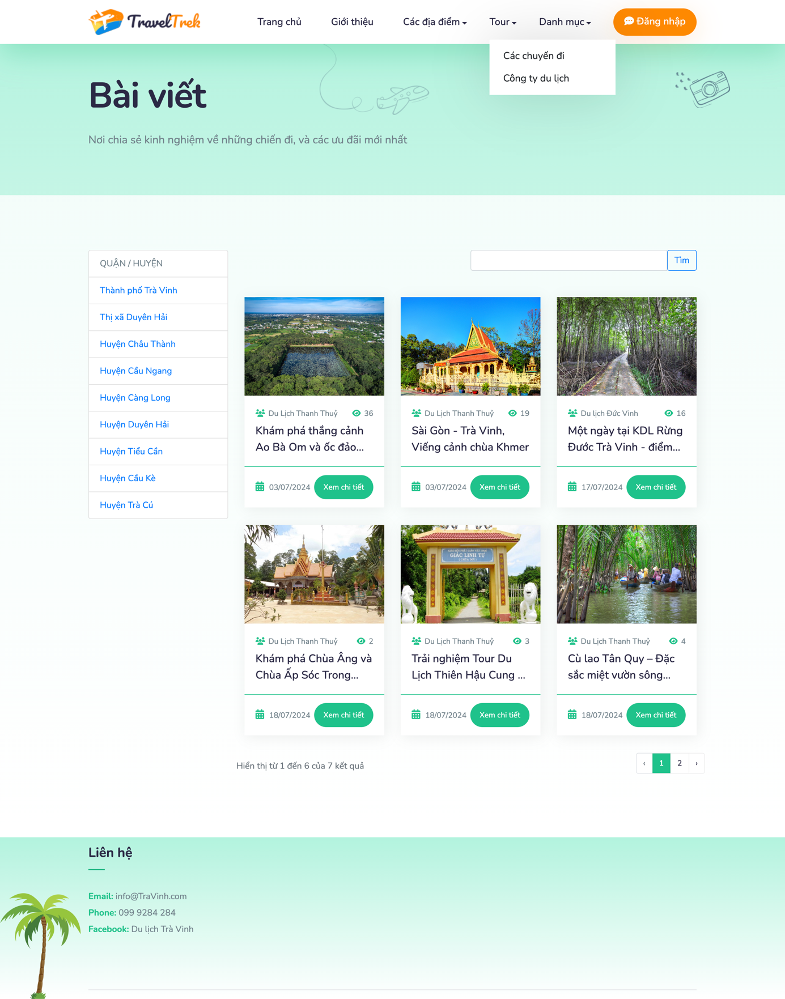 TravelTrek
Trang chủ
Giới thiệu
Các địa điểm
Tour
Danh mục
Đăng nhập
Các chuyến đi
Công ty du lịch
Bài viết
Nơi chia sẻ kinh nghiệm về những chiến đi, và các ưu đãi mới nhất
QUẬN / HUYỆN
Thành phố Trà Vinh
Thị xã Duyên Hải
Huyện Châu Thành
Huyện Cầu Ngang
Huyện Càng Long
Huyện Duyên Hải
Huyện Tiểu Cần
Huyện Cầu Kè
Huyện Trà Cú
Tìm
Du Lịch Thanh Thuỷ 36
Khám phá thắng cảnh
Ao Bà Om và ốc đảo...
03/07/2024 Xem chi tiết
Du Lịch Thanh Thuỷ 19
Sài Gòn - Trà Vinh,
Viếng cảnh chùa Khmer
03/07/2024 Xem chi tiết
Du lịch Đức Vinh 16
Một ngày tại KDL Rừng
Đước Trà Vinh - điểm...
17/07/2024 Xem chi tiết
Du Lịch Thanh Thuỷ 2
Khám phá Chùa Âng và
Chùa Ấp Sóc Trong...
18/07/2024 Xem chi tiết
GIÁO HỘI PHẬT GIÁO VIỆT NAM
GIÁC LINH TỰ
( CHÙA DƠI )
Du Lịch Thanh Thuỷ 3
Trải nghiệm Tour Du
Lịch Thiên Hậu Cung ...
18/07/2024 Xem chi tiết
Du Lịch Thanh Thuỷ 4
Cù lao Tân Quy – Đặc
sắc miệt vườn sông...
18/07/2024 Xem chi tiết
Hiển thị từ 1 đến 6 của 7 kết quả
‹ 1 2 ›
Liên hệ
Email: info@TraVinh.com
Phone: 099 9284 284
Facebook: Du lịch Trà Vinh